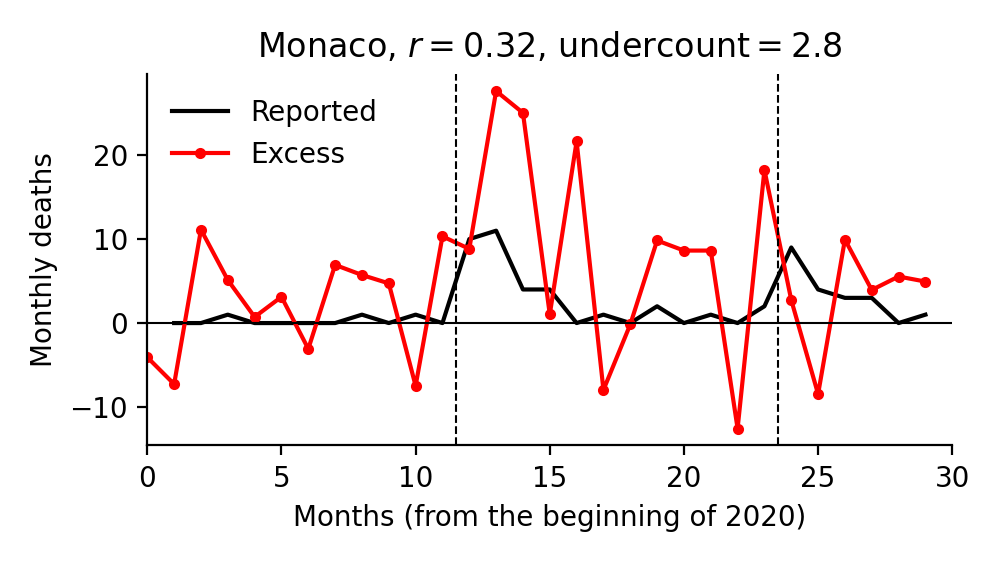 Monaco, r = 0.32, undercount = 2.8
Reported
Excess
Monthly deaths
20
10
0
−10
0 5 10 15 20 25 30
Months (from the beginning of 2020)